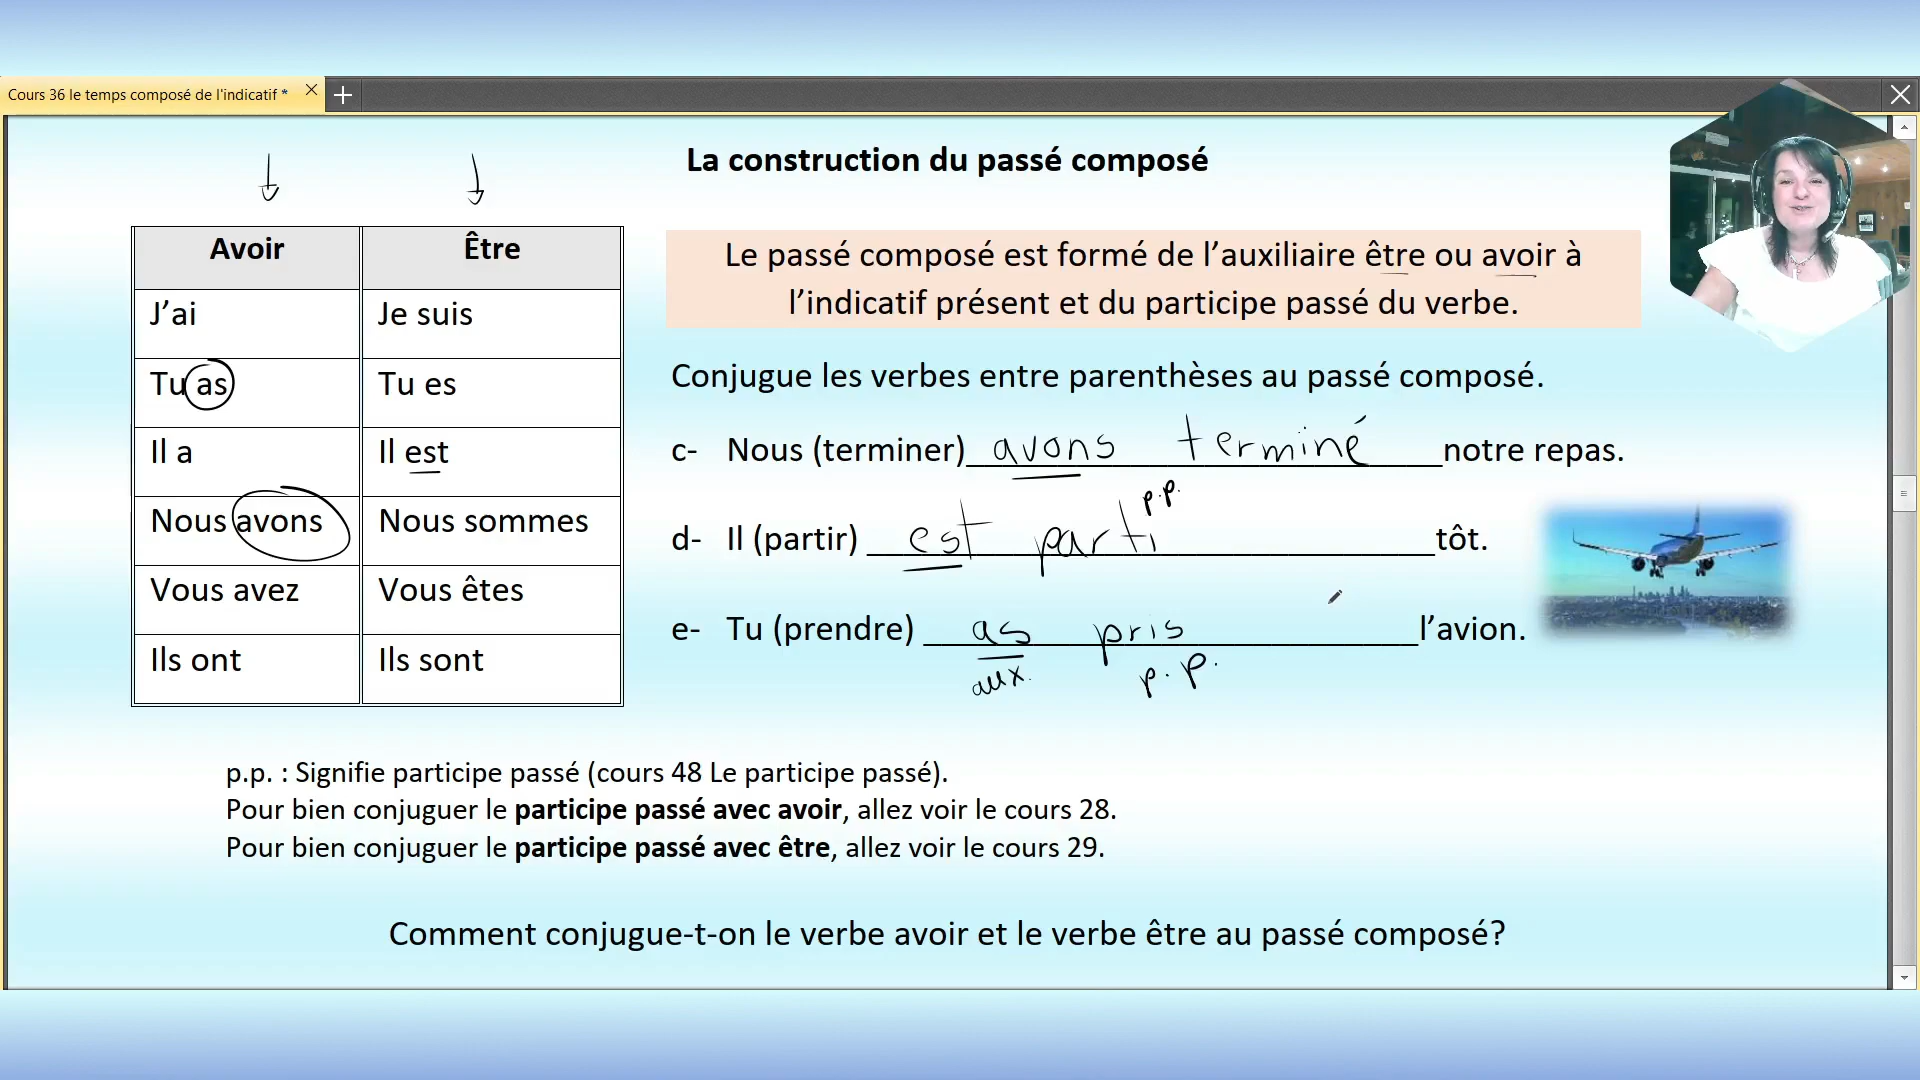 Cours 36 le temps composé de l'indicatif *
La construction du passé composé
Avoir Être
J'ai Je suis
Tu as Tu es
Il a Il est
Nous avons Nous sommes
Vous avez Vous êtes
Ils ont Ils sont
Le passé composé est formé de l'auxiliaire être ou avoir à
l'indicatif présent et du participe passé du verbe.
Conjugue les verbes entre parenthèses au passé composé.
c- Nous (terminer) avons terminé notre repas.
p.p.
d- Il (partir) est parti tôt.
e- Tu (prendre) as pris l'avion.
aux. p.p.
p.p. : Signifie participe passé (cours 48 Le participe passé).
Pour bien conjuguer le participe passé avec avoir, allez voir le cours 28.
Pour bien conjuguer le participe passé avec être, allez voir le cours 29.
Comment conjugue-t-on le verbe avoir et le verbe être au passé composé?